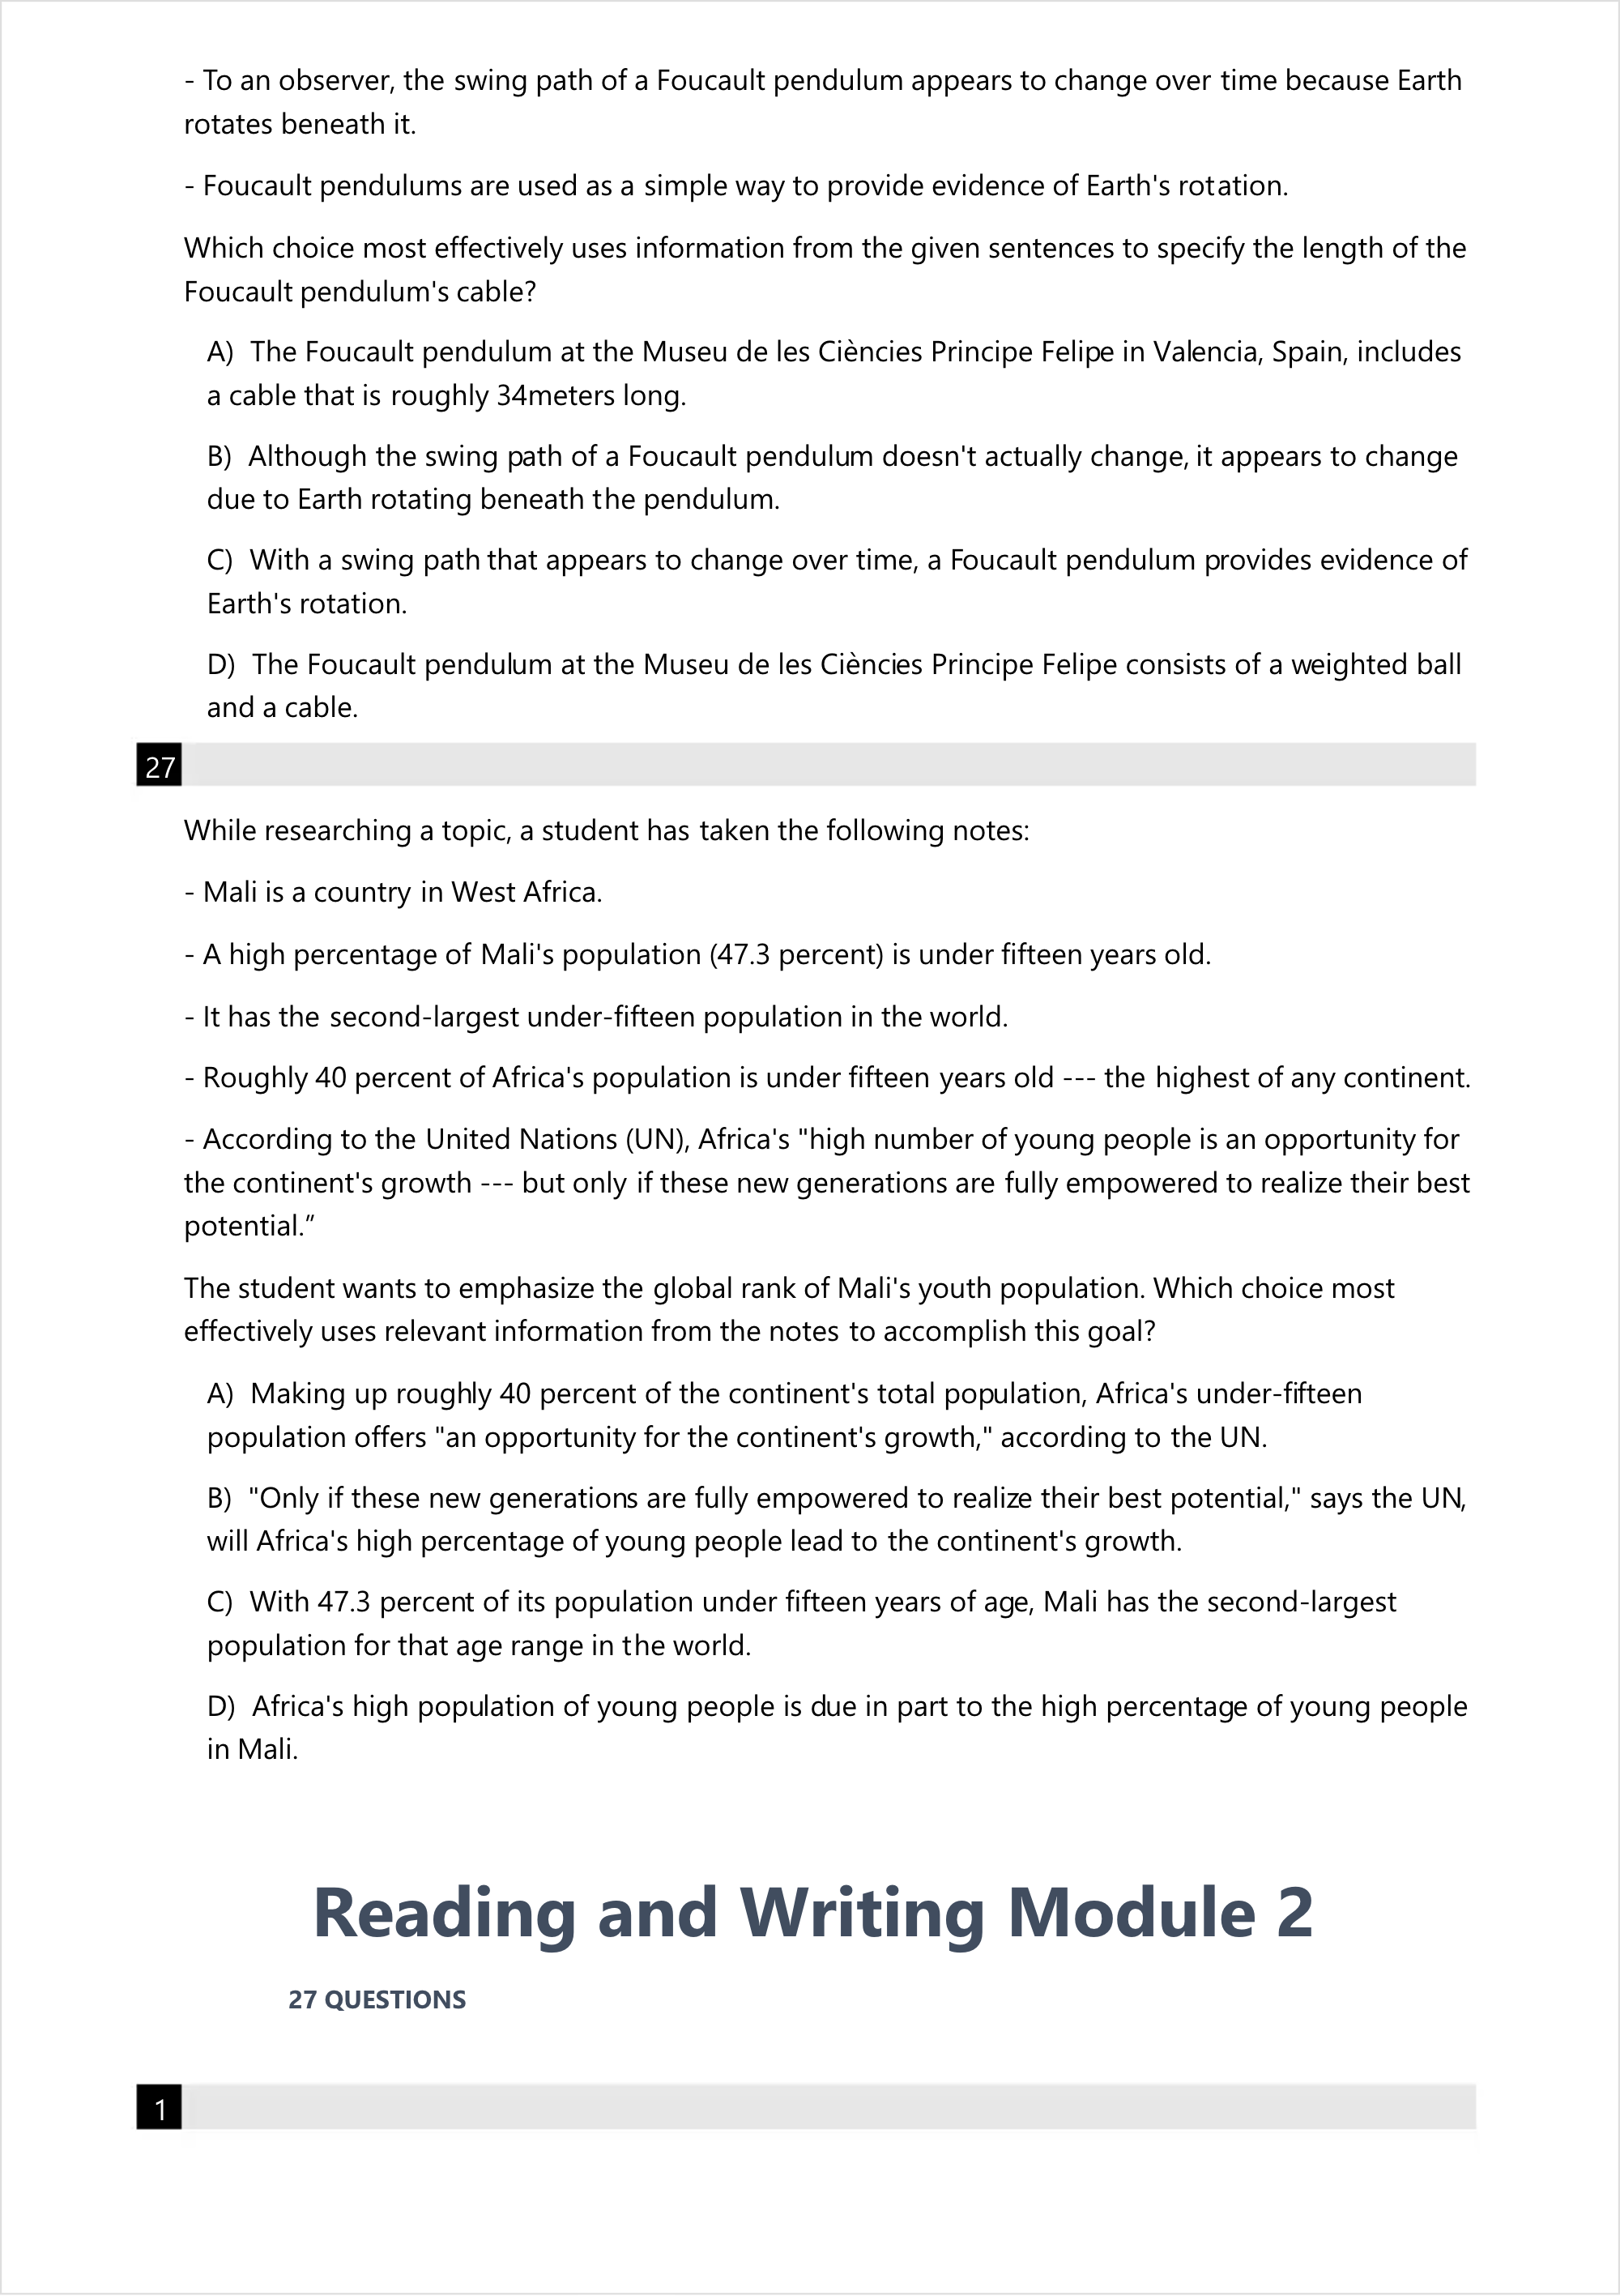 - To an observer, the swing path of a Foucault pendulum appears to change over time because Earth
rotates beneath it.
- Foucault pendulums are used as a simple way to provide evidence of Earth's rotation.
Which choice most effectively uses information from the given sentences to specify the length of the
Foucault pendulum's cable?
A) The Foucault pendulum at the Museu de les Ciències Principe Felipe in Valencia, Spain, includes
a cable that is roughly 34meters long.
B) Although the swing path of a Foucault pendulum doesn't actually change, it appears to change
due to Earth rotating beneath the pendulum.
C) With a swing path that appears to change over time, a Foucault pendulum provides evidence of
Earth's rotation.
D) The Foucault pendulum at the Museu de les Ciències Principe Felipe consists of a weighted ball
and a cable.
27
While researching a topic, a student has taken the following notes:
- Mali is a country in West Africa.
- A high percentage of Mali's population (47.3 percent) is under fifteen years old.
- It has the second-largest under-fifteen population in the world.
- Roughly 40 percent of Africa's population is under fifteen years old --- the highest of any continent.
- According to the United Nations (UN), Africa's "high number of young people is an opportunity for
the continent's growth --- but only if these new generations are fully empowered to realize their best
potential.”
The student wants to emphasize the global rank of Mali's youth population. Which choice most
effectively uses relevant information from the notes to accomplish this goal?
A) Making up roughly 40 percent of the continent's total population, Africa's under-fifteen
population offers "an opportunity for the continent's growth," according to the UN.
B) "Only if these new generations are fully empowered to realize their best potential," says the UN,
will Africa's high percentage of young people lead to the continent's growth.
C) With 47.3 percent of its population under fifteen years of age, Mali has the second-largest
population for that age range in the world.
D) Africa's high population of young people is due in part to the high percentage of young people
in Mali.
Reading and Writing Module 2
27 QUESTIONS
1